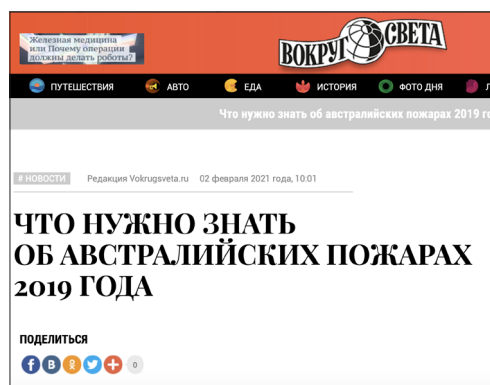 Железная медицина
или Почему операции
должны делать роботы?
ВОКРУГ СВЕТА
ПУТЕШЕСТВИЯ АВТО ЕДА ИСТОРИЯ ФОТО ДНЯ Л
Что нужно знать об австралийских пожарах 2019 го
# НОВОСТИ Редакция Vokrugsveta.ru 02 февраля 2021 года, 10:01
ЧТО НУЖНО ЗНАТЬ
ОБ АВСТРАЛИЙСКИХ ПОЖАРАХ
2019 ГОДА
ПОДЕЛИТЬСЯ
0